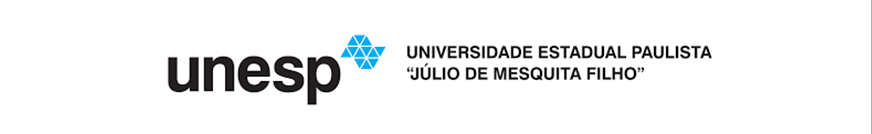 unesp
UNIVERSIDADE ESTADUAL PAULISTA
“JÚLIO DE MESQUITA FILHO”